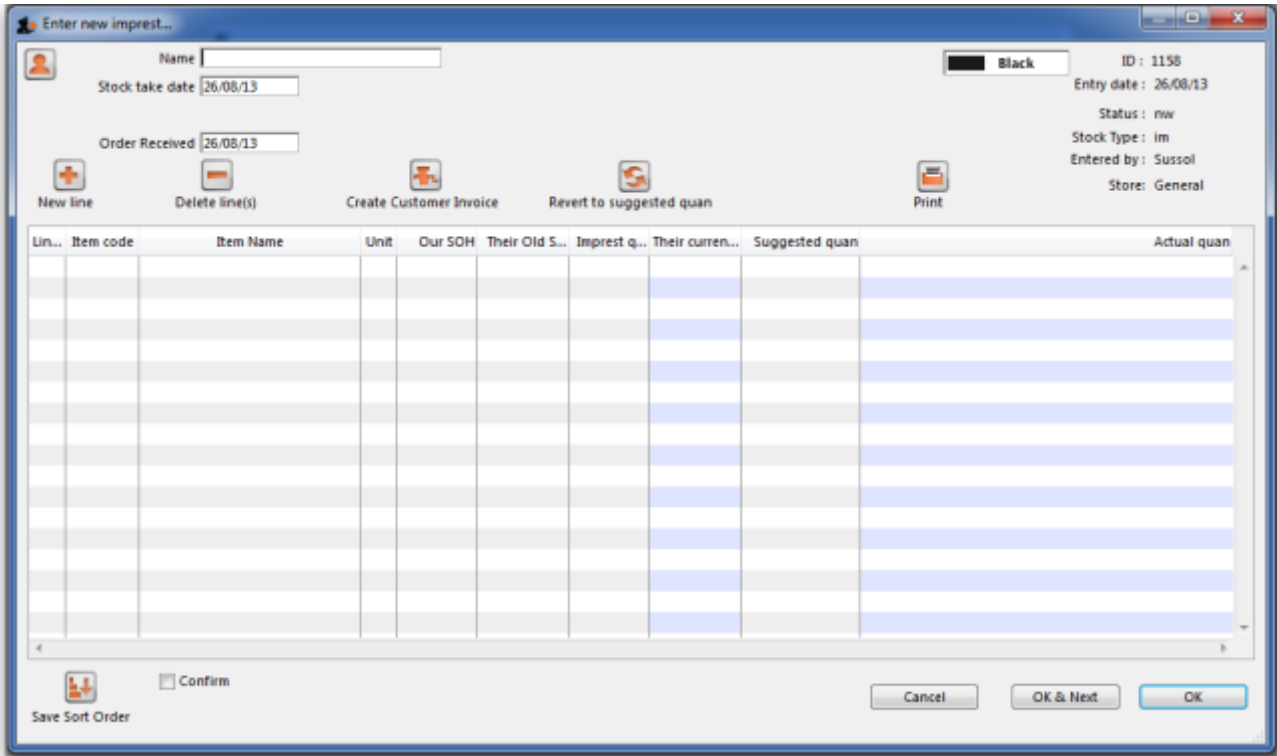 Enter new imprest...
Name
Black
ID : 1158
Stock take date 26/08/13
Entry date : 26/08/13
Status : nw
Order Received 26/08/13
Stock Type : im
Entered by : Sussol
Store: General
New line
Delete line(s)
Create Customer Invoice
Revert to suggested quan
Print
Lin... Item code Item Name Unit Our SOH Their Old S... Imprest q... Their curren... Suggested quan Actual quan
Confirm
Save Sort Order
Cancel
OK & Next
OK